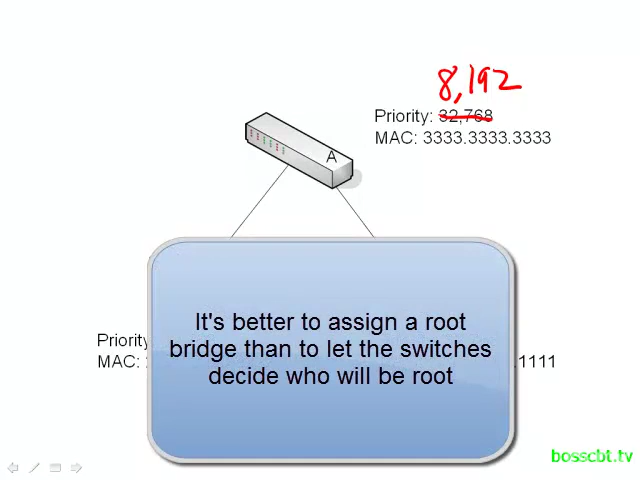 8,192
Priority: 32,768
MAC: 3333.3333.3333
A
It's better to assign a root
bridge than to let the switches
decide who will be root
Priority
MAC:
.1111
bosscbt.tv